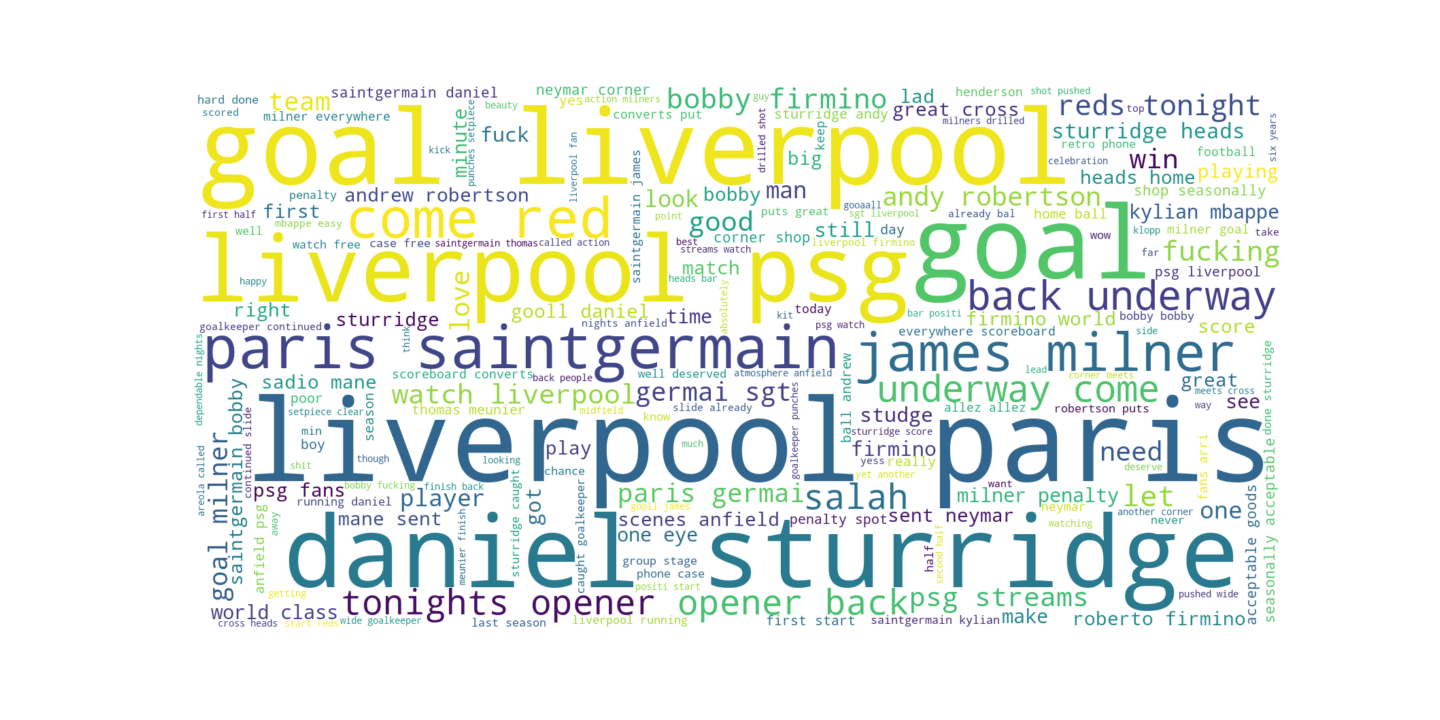 hard done
team
saintgermain daniel
neymar corner
yes
action milners
bobby
guy
firmino
lad
henderson
shot pushed
reds
top
tonight
scored
milner everywhere
beauty
converts put
sturridge andy
great cross
milners drilled
goal liverpool
kick
punches setpiece
minute
fuck
liverpool fan
drilled shot
big
keep
sturridge heads
retro phone
celebration
win
football
six years
heads home
playing
penalty
andrew robertson
saintgermain james
look
bobby
man
andy robertson
shop seasonally
first half
first
come red
point
good
puts great
gooaall
sgt liverpool
already bal
home ball
kylian mbappe
mbappe easy
well
corner shop
still
day
goal
klopp
milner goal
take
watch free
case free
saintgermain thomas
called action
best
streams watch
liverpool firmino
wow
far
fucking
liverpool psg
happy
love
heads bar
match
absolutely
psg liverpool
back underway
right
gooll daniel
time
kit
today
bar positi
firmino world
bobby bobby
score
goalkeeper continued
sturridge
think
nights anfield
psg watch
everywhere scoreboard
side
paris saintgermain
james milner
dependable nights
scoreboard converts
back people
well deserved
atmosphere anfield
ball andrew
lead
corner meets
great
meets cross
sadio mane
poor
season
watch liverpool
germai sgt
goalkeeper punches
underway come
way
see
done sturridge
saintgermain bobby
setpiece clear
thomas meunier
midfield
know
slide already
studge
allez allez
robertson puts
liverpool paris
goal milner
continued slide
min
boy
though
looking
play
much
sturridge score
firmino
yess
really
need
deserve
fans arri
areola called
shit
chance
yet another
want
psg fans
bobby fucking
finish back
running daniel
player
got
paris germai
gooll james
salah
milner penalty
neymar
let
another corner
one
anfield psg
away
mane sent
meunier finish
sturridge caught
caught goalkeeper
scenes anfield
penalty spot
sent neymar
watching
never
acceptable goods
seasonally acceptable
one eye
half
second half
daniel sturridge
group stage
phone case
positi start
getting
pushed wide
world class
tonights opener
opener back
psg streams
make
roberto firmino
cross heads
start reds
wide goalkeeper
last season
liverpool running
first start
saintgermain kylian